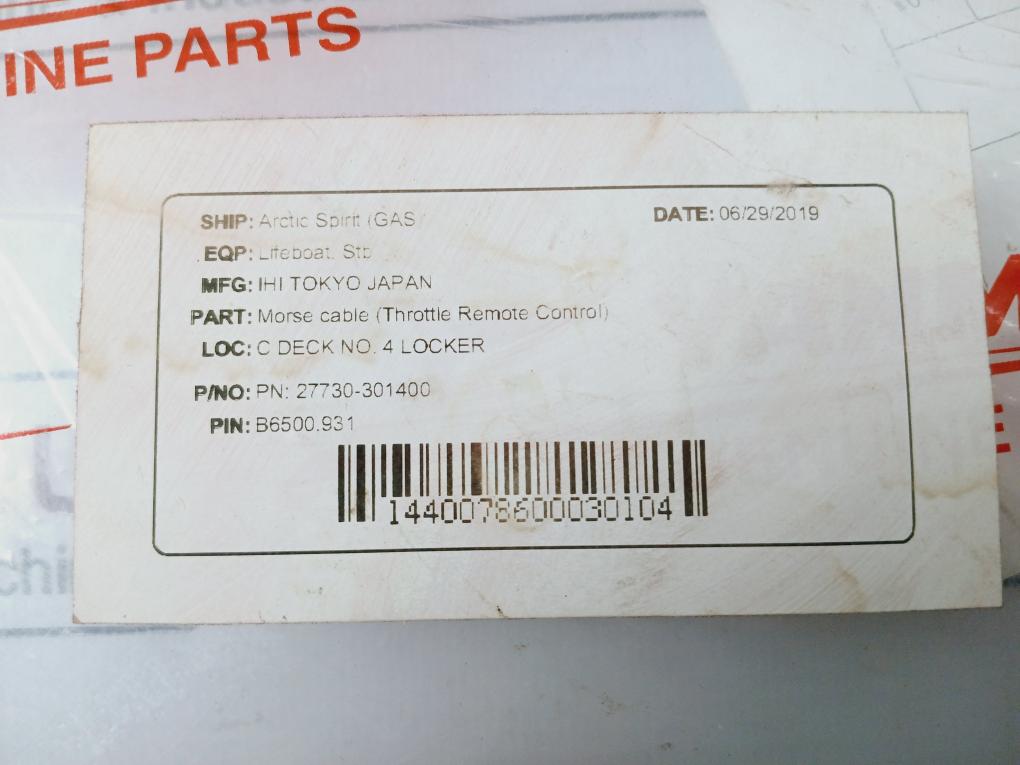 INE PARTS
SHIP: Arctic Spirit (GAS
DATE: 06/29/2019
EQP: Lifeboat, Stb
MFG: IHI TOKYO JAPAN
PART: Morse cable (Throttle Remote Control)
LOC: C DECK NO. 4 LOCKER
P/NO: PN: 27730-301400
PIN: B6500.931
1440078600030104